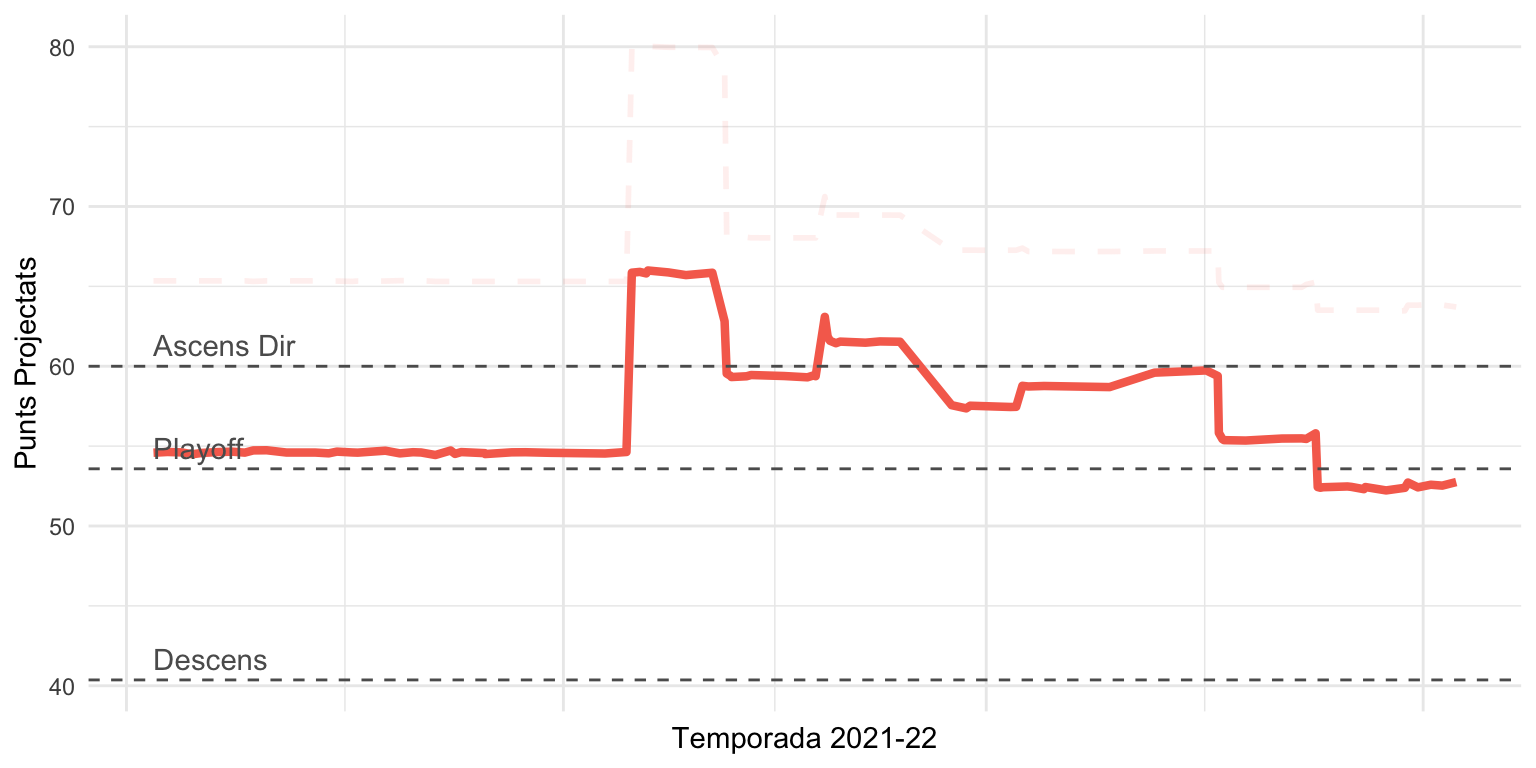 80
70
60
50
40
Punts Projectats
Ascens Dir
Playoff
Descens
Temporada 2021-22